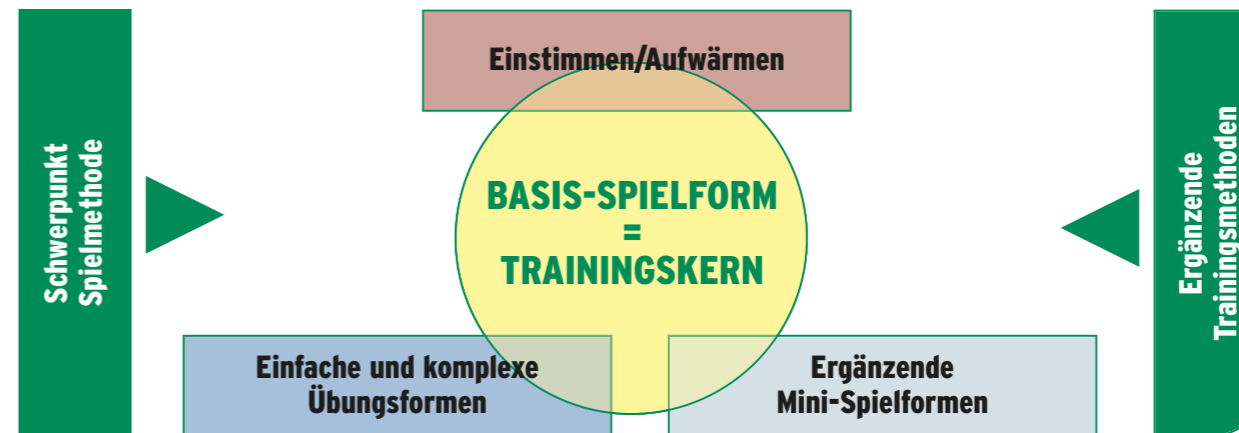 Einstimmen/Aufwärmen
Schwerpunkt
Spielmethode
BASIS-SPIELFORM
=
TRAININGSKERN
Ergänzende
Trainingsmethoden
Einfache und komplexe
Übungsformen
Ergänzende
Mini-Spielformen